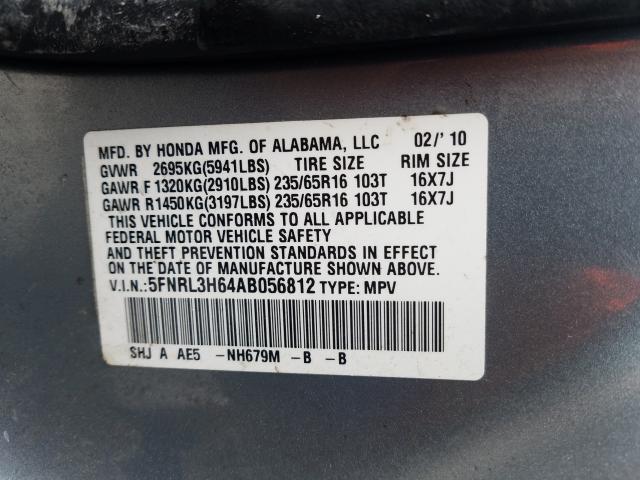 MFD. BY HONDA MFG. OF ALABAMA, LLC 02/'10
GVWR 2695KG(5941LBS) TIRE SIZE RIM SIZE
GAWR F 1320KG(2910LBS) 235/65R16 103T 16X7J
GAWR R1450KG(3197LBS) 235/65R16 103T 16X7J
THIS VEHICLE CONFORMS TO ALL APPLICABLE
FEDERAL MOTOR VEHICLE SAFETY
AND THEFT PREVENTION STANDARDS IN EFFECT
ON THE DATE OF MANUFACTURE SHOWN ABOVE.
V.I.N.: 5FNRL3H64AB056812 TYPE: MPV
SHJ A AE5 -NH679M -B -B